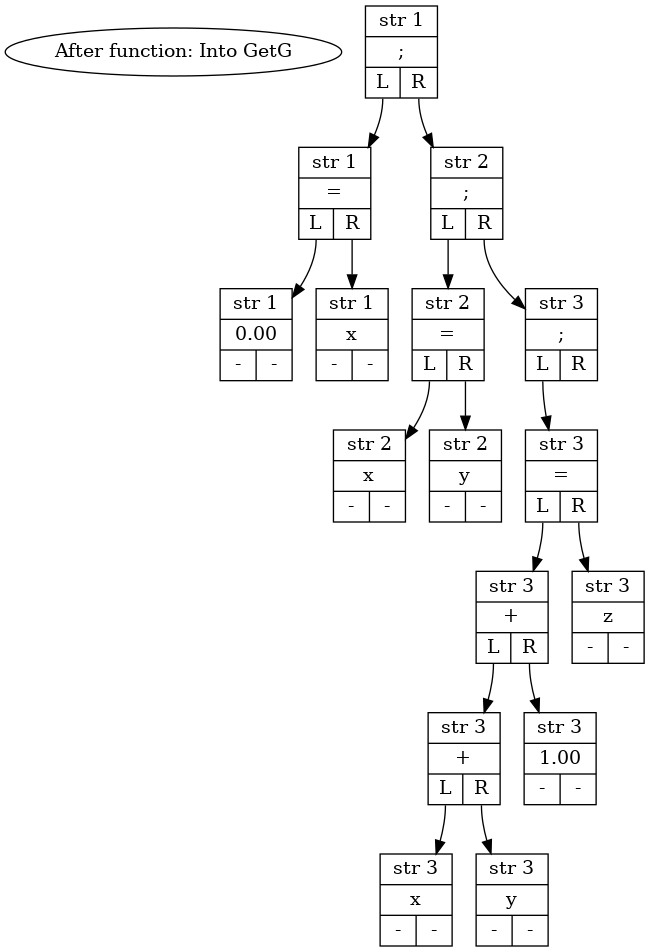 After function: Into GetG
str 1
;
L R
str 1
=
L R
str 2
;
L R
str 1
0.00
- -
str 1
x
- -
str 2
=
L R
str 3
;
L R
str 2
x
- -
str 2
y
- -
str 3
=
L R
str 3
+
L R
str 3
z
- -
str 3
+
L R
str 3
1.00
- -
str 3
x
- -
str 3
y
- -